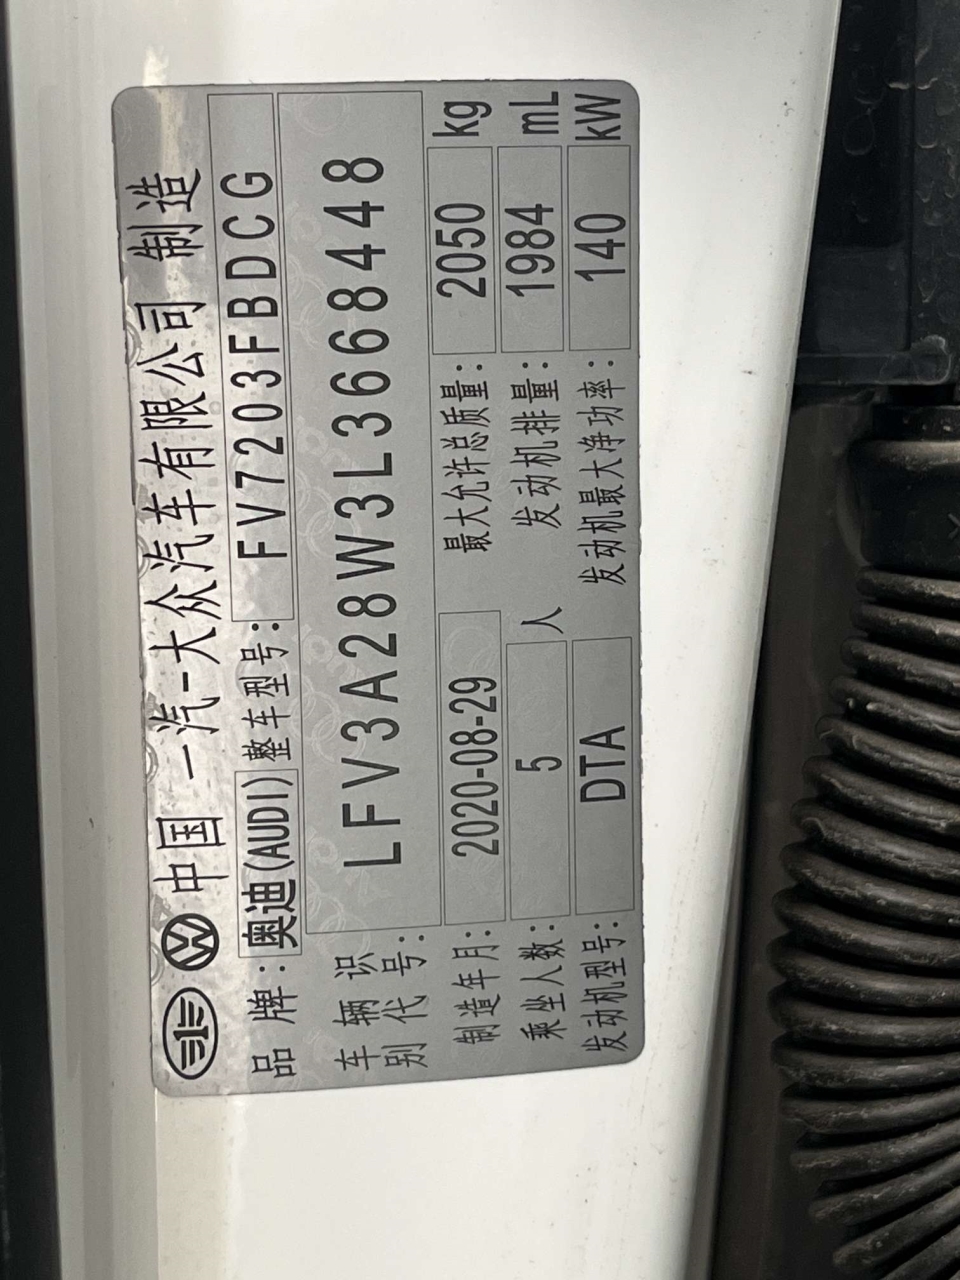 中国一汽-大众汽车有限公司 制造
品 牌: 奥迪(AUDI) 整车型号: FV7203FBDCG
车辆识别代号: LFV3A28W3L3668448
制造年月: 2020-08-29 最大允许总质量: 2050 kg
乘坐人数: 5 人 发动机排量: 1984 mL
发动机型号: DTA 发动机最大净功率: 140 kW